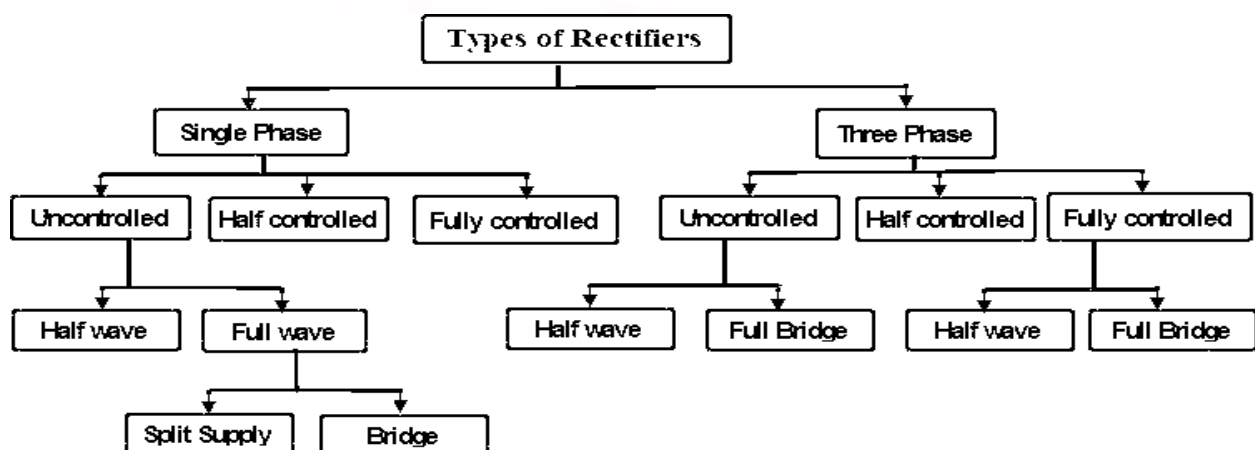 Types of Rectifiers
Single Phase
Three Phase
Uncontrolled
Half controlled
Fully controlled
Uncontrolled
Half controlled
Fully controlled
Half wave
Full wave
Half wave
Full Bridge
Half wave
Full Bridge
Split Supply
Bridge